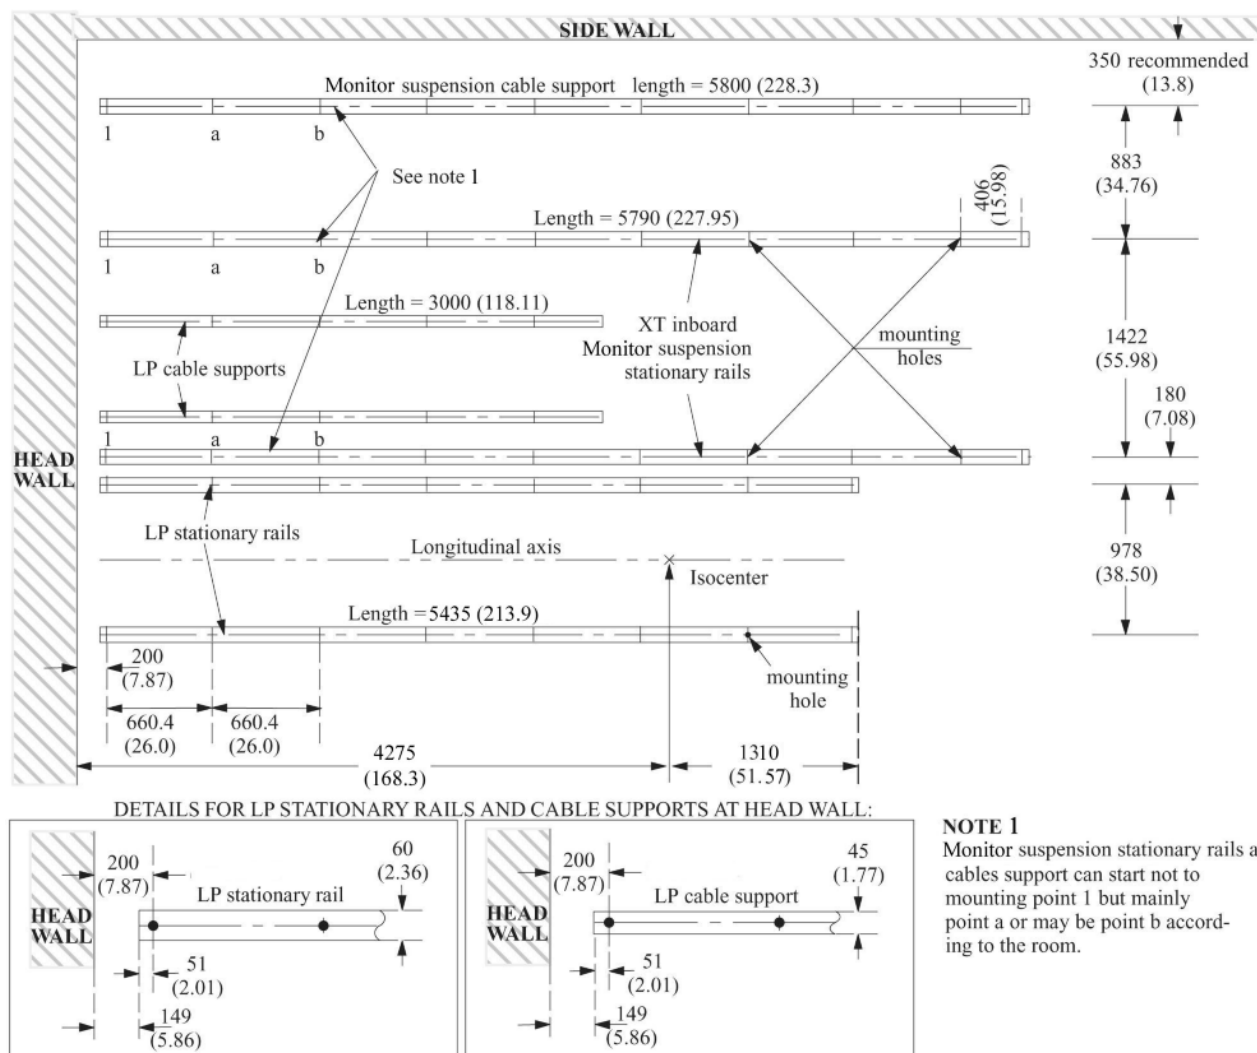 SIDE WALL
350 recommended
(13.8)
Monitor suspension cable support length = 5800 (228.3)
1 a b
883
(34.76)
See note 1
406
(15.98)
Length = 5790 (227.95)
1 a b
Length = 3000 (118.11)
XT inboard
Monitor suspension
stationary rails
mounting
holes
1422
(55.98)
LP cable supports
180
(7.08)
1 a b
HEAD
WALL
LP stationary rails
Longitudinal axis
Isocenter
978
(38.50)
Length =5435 (213.9)
200
(7.87)
mounting
hole
660.4
(26.0)
660.4
(26.0)
4275
(168.3)
1310
(51.57)
DETAILS FOR LP STATIONARY RAILS AND CABLE SUPPORTS AT HEAD WALL:
200
(7.87)
60
(2.36)
LP stationary rail
HEAD
WALL
51
(2.01)
149
(5.86)
200
(7.87)
45
(1.77)
LP cable support
HEAD
WALL
51
(2.01)
149
(5.86)
NOTE 1
Monitor suspension stationary rails a
cables support can start not to
mounting point 1 but mainly
point a or may be point b accord-
ing to the room.